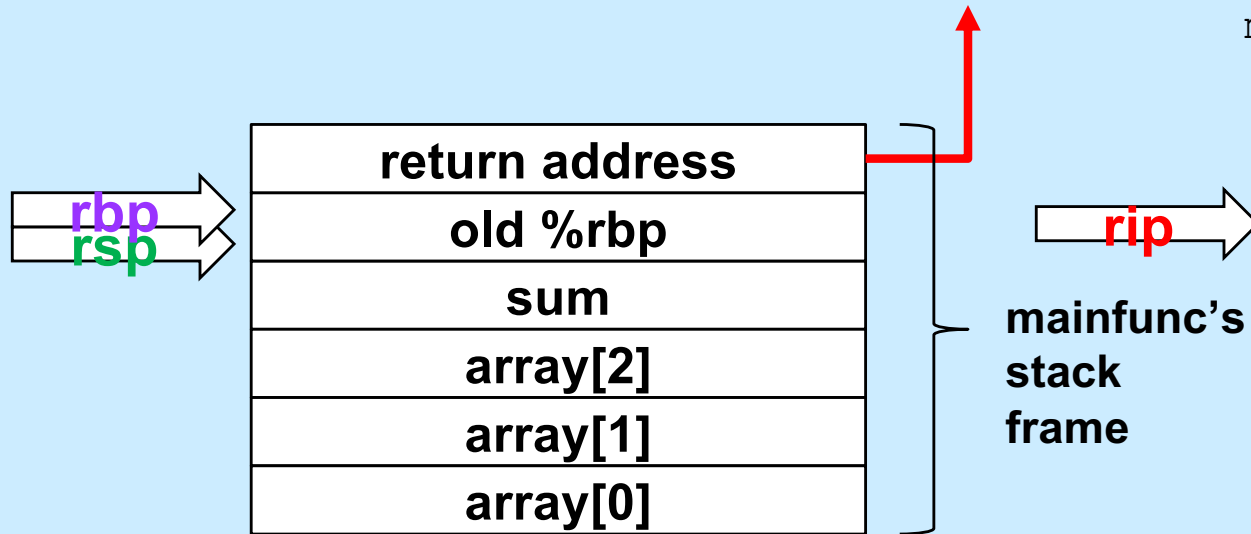 return address
rbp
old %rbp
rsp
rip
sum
mainfunc’s
array[2]
stack
array[1]
frame
array[0]